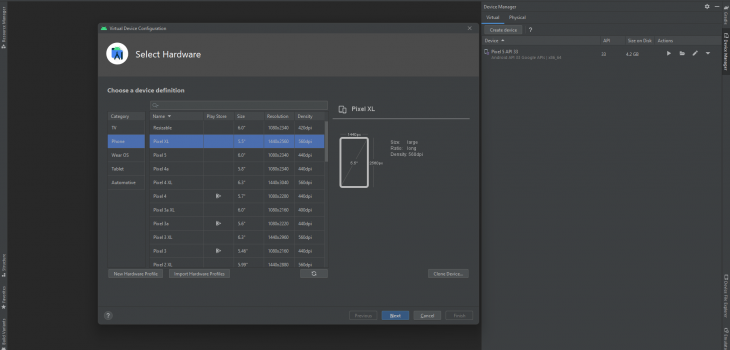 Virtual Device Configuration
Select Hardware
Choose a device definition
Category Name Play Store Size Resolution Density
TV Resizable 6.0" 1080x2340 420dpi
Phone Pixel XL 5.5" 1440x2560 560dpi
Wear OS Pixel 5 6.0" 1080x2340 440dpi
Tablet Pixel 4a 5.8" 1080x2340 440dpi
Automotive Pixel 4 XL 6.3" 1440x3040 560dpi
Pixel 4 5.7" 1080x2280 440dpi
Pixel 3a XL 6.0" 1080x2160 400dpi
Pixel 3a 5.6" 1080x2220 440dpi
Pixel 3 XL 6.3" 1440x2960 560dpi
Pixel 3 5.46" 1080x2160 440dpi
Pixel 2 XL 5.99" 1440x2880 560dpi
New Hardware Profile Import Hardware Profiles
Pixel XL
1440px
5.5" 2560px
Size: large
Ratio: long
Density: 560dpi
Clone Device...
? Previous Next Cancel Finish
Device Manager
Virtual Physical
Create device ?
Device API Size on Disk Actions
Pixel 5 API 33 33 4.2 GB
Android API 33 Google APIs | x86_64
Resource Manager
Structure
Favorites
Build Variants
Gradle
Device Manager
Device File Explorer
Emulator